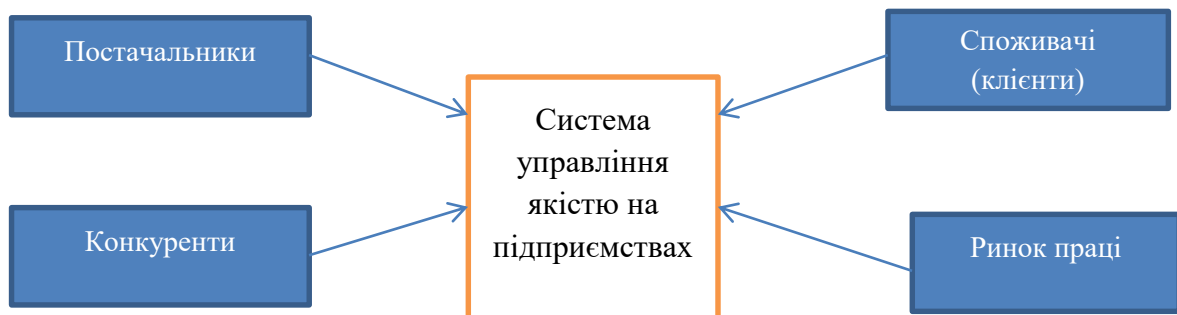 Постачальники
Споживачі
(клієнти)
Система
управління
якістю на
підприємствах
Конкуренти
Ринок праці